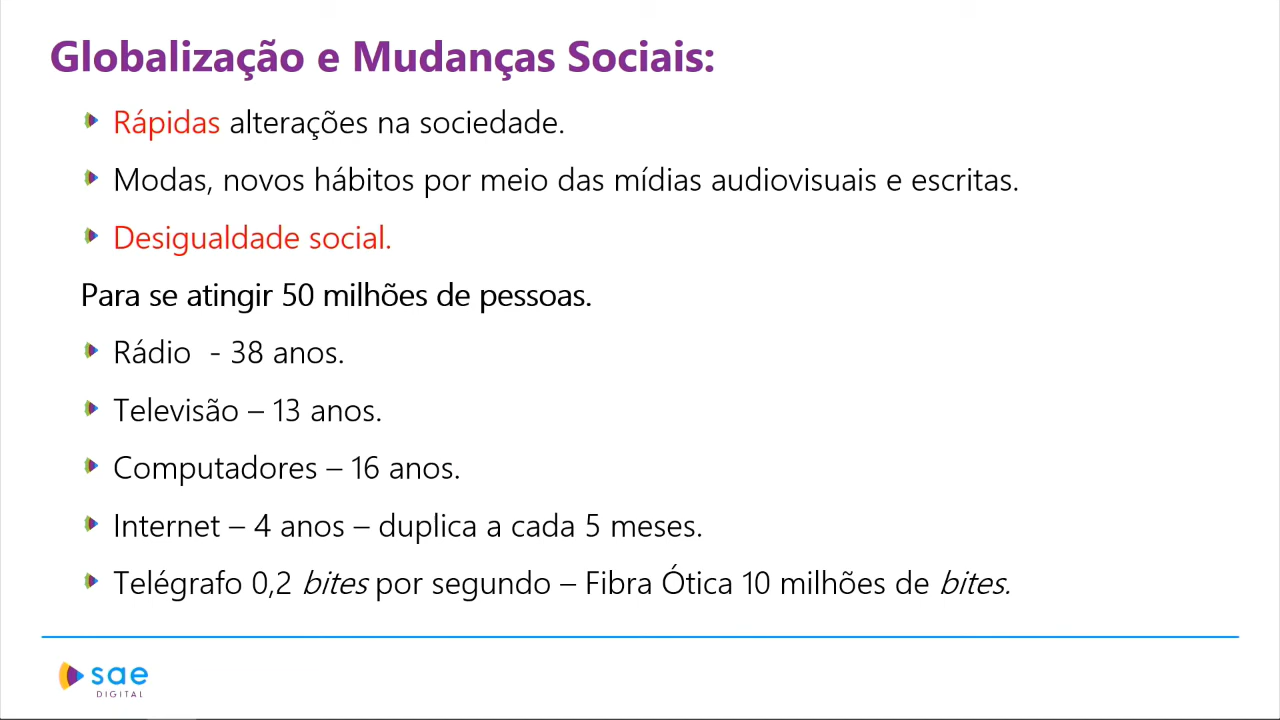 Globalização e Mudanças Sociais:
Rápidas alterações na sociedade.
Modas, novos hábitos por meio das mídias audiovisuais e escritas.
Desigualdade social.
Para se atingir 50 milhões de pessoas.
Rádio - 38 anos.
Televisão – 13 anos.
Computadores – 16 anos.
Internet – 4 anos – duplica a cada 5 meses.
Telégrafo 0,2 bites por segundo – Fibra Ótica 10 milhões de bites.
sae
DIGITAL